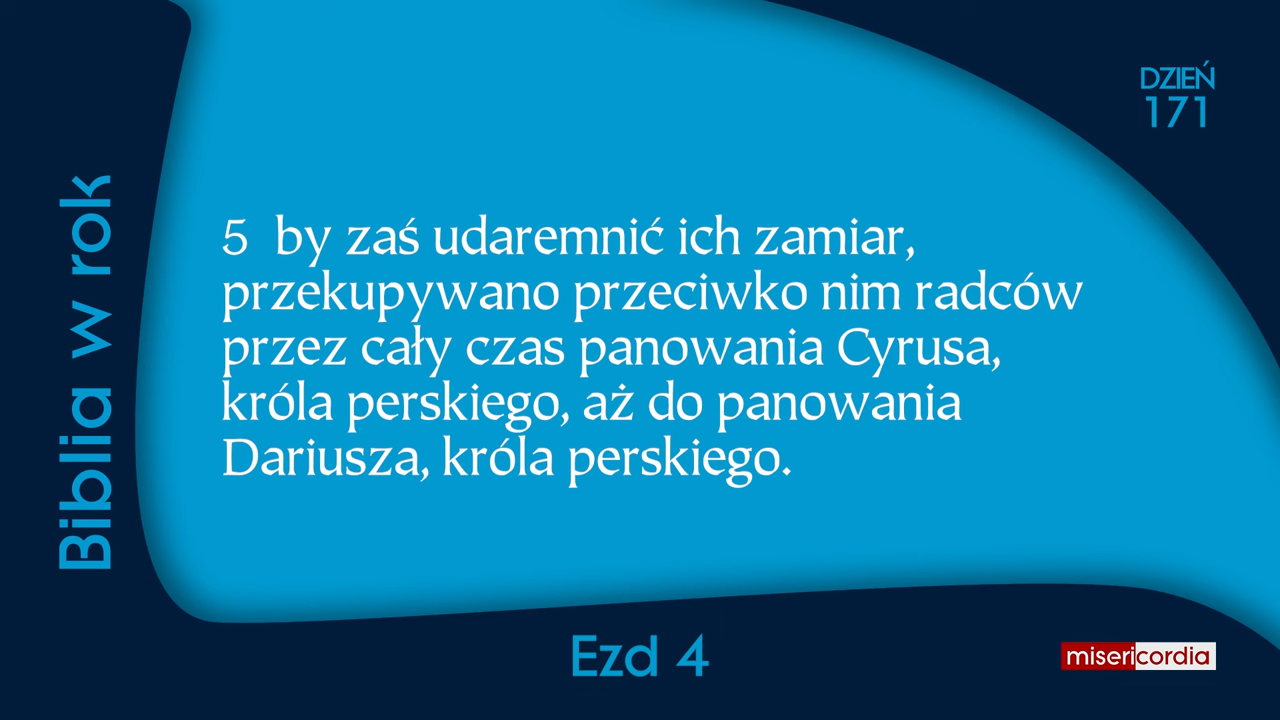 DZIEŃ
171
Biblia w rok
5 by zaś udaremnić ich zamiar,
przekupywano przeciwko nim radców
przez cały czas panowania Cyrusa,
króla perskiego, aż do panowania
Dariusza, króla perskiego.
Ezd 4
misericordia